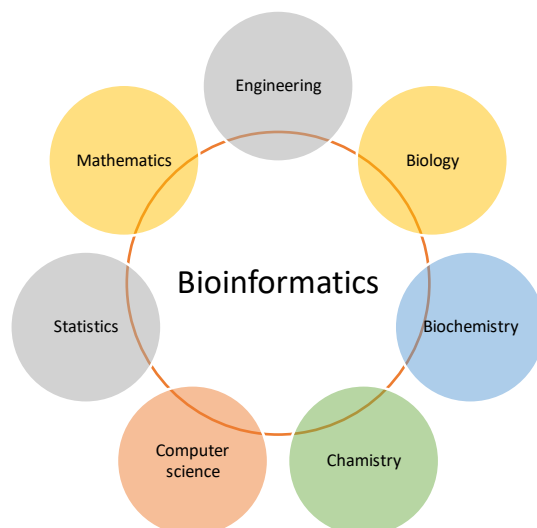 Engineering
Mathematics
Biology
Bioinformatics
Statistics
Biochemistry
Computer
science
Chamistry